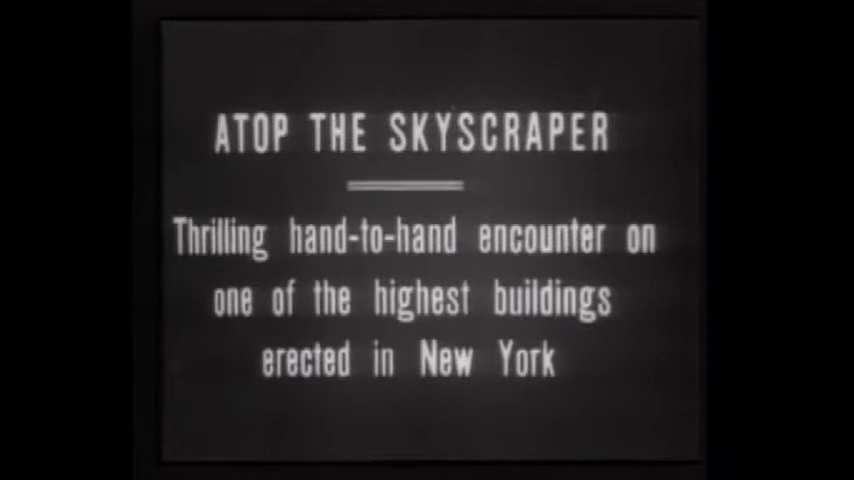 ATOP THE SKYSCRAPER
Thrilling hand-to-hand encounter on
one of the highest buildings
erected in New York